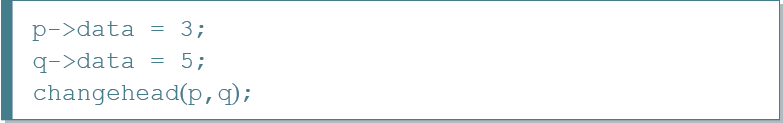 p->data = 3;
q->data = 5;
changehead(p,q);